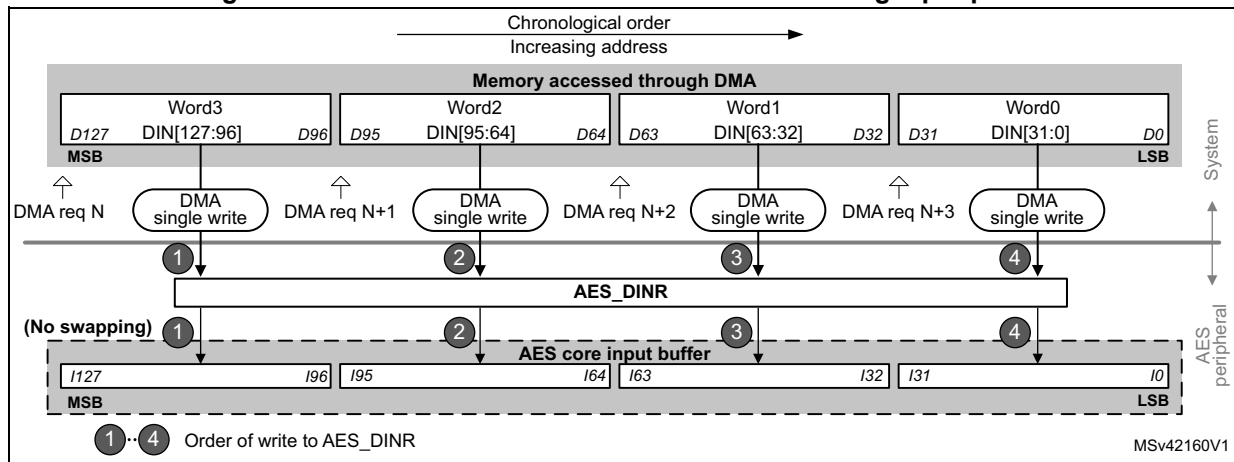 Chronological order
Increasing address
Memory accessed through DMA
Word3 Word2 Word1 Word0
D127 DIN[127:96] D96 D95 DIN[95:64] D64 D63 DIN[63:32] D32 D31 DIN[31:0] D0
MSB LSB
System
DMA req N DMA single write DMA req N+1 DMA single write DMA req N+2 DMA single write DMA req N+3 DMA single write
1 2 3 4
AES_DINR
(No swapping)
1 2 3 4
AES peripheral
AES core input buffer
I127 I96 I95 I64 I63 I32 I31 I0
MSB LSB
1··4 Order of write to AES_DINR
MSv42160V1